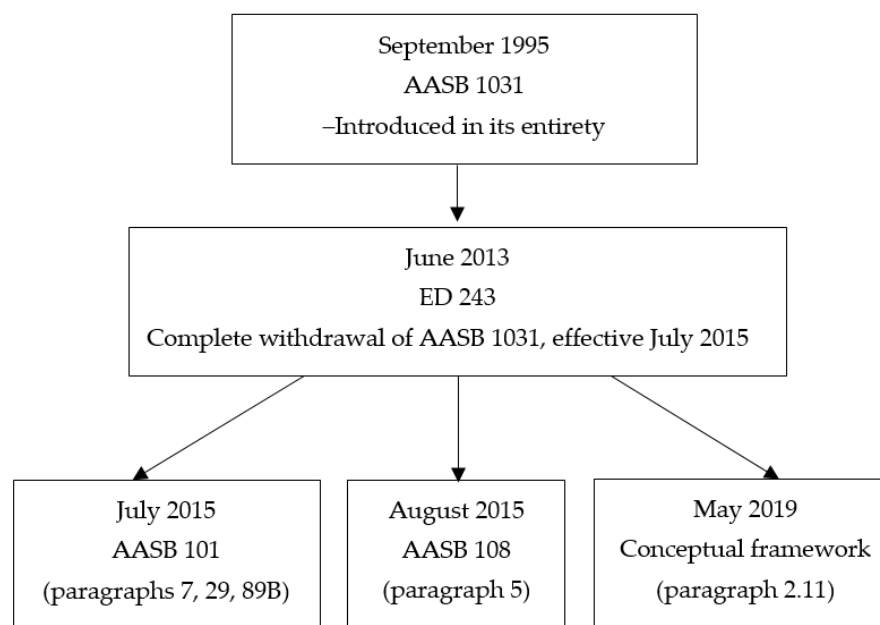 September 1995
AASB 1031
–Introduced in its entirety
June 2013
ED 243
Complete withdrawal of AASB 1031, effective July 2015
July 2015
AASB 101
(paragraphs 7, 29, 89B)
August 2015
AASB 108
(paragraph 5)
May 2019
Conceptual framework
(paragraph 2.11)